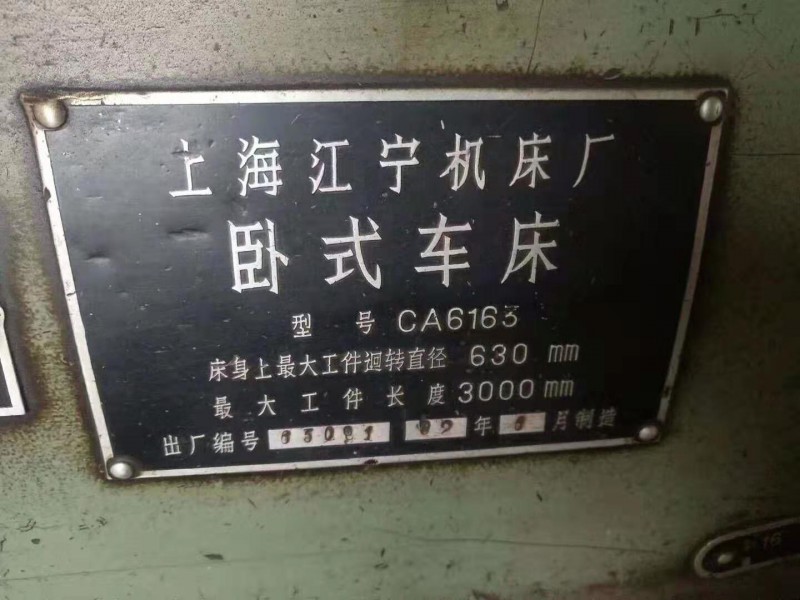 上海江宁机床厂
卧式车床
型号 CA6163
床身上最大工件迴转直径 630 mm
最大工件长度 3000 mm
出厂编号 年 月制造